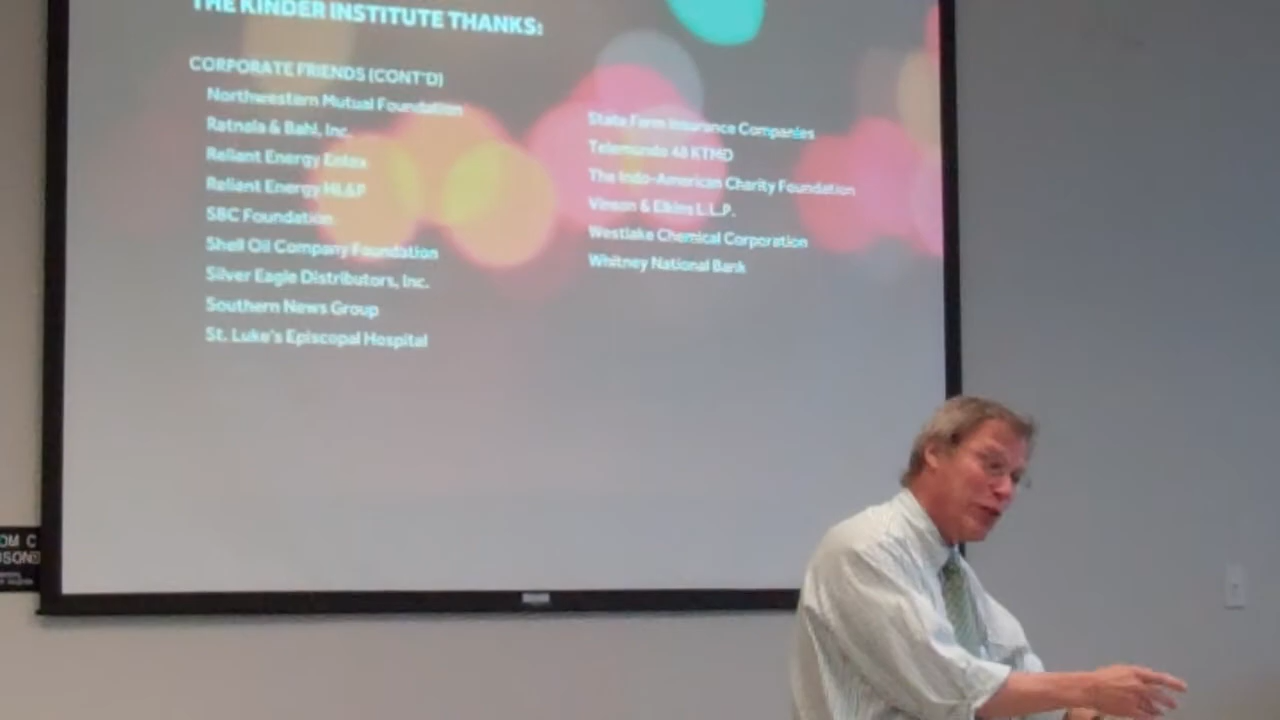 THE KINDER INSTITUTE THANKS:
CORPORATE FRIENDS (CONT'D)
Northwestern Mutual Foundation
Ratnala & Bahl, Inc.
Reliant Energy Entex
Reliant Energy HL&P
SBC Foundation
Shell Oil Company Foundation
Silver Eagle Distributors, Inc.
Southern News Group
St. Luke's Episcopal Hospital
State Farm Insurance Companies
Telemundo 48 KTMD
The Indo-American Charity Foundation
Vinson & Elkins L.L.P.
Westlake Chemical Corporation
Whitney National Bank
OM C